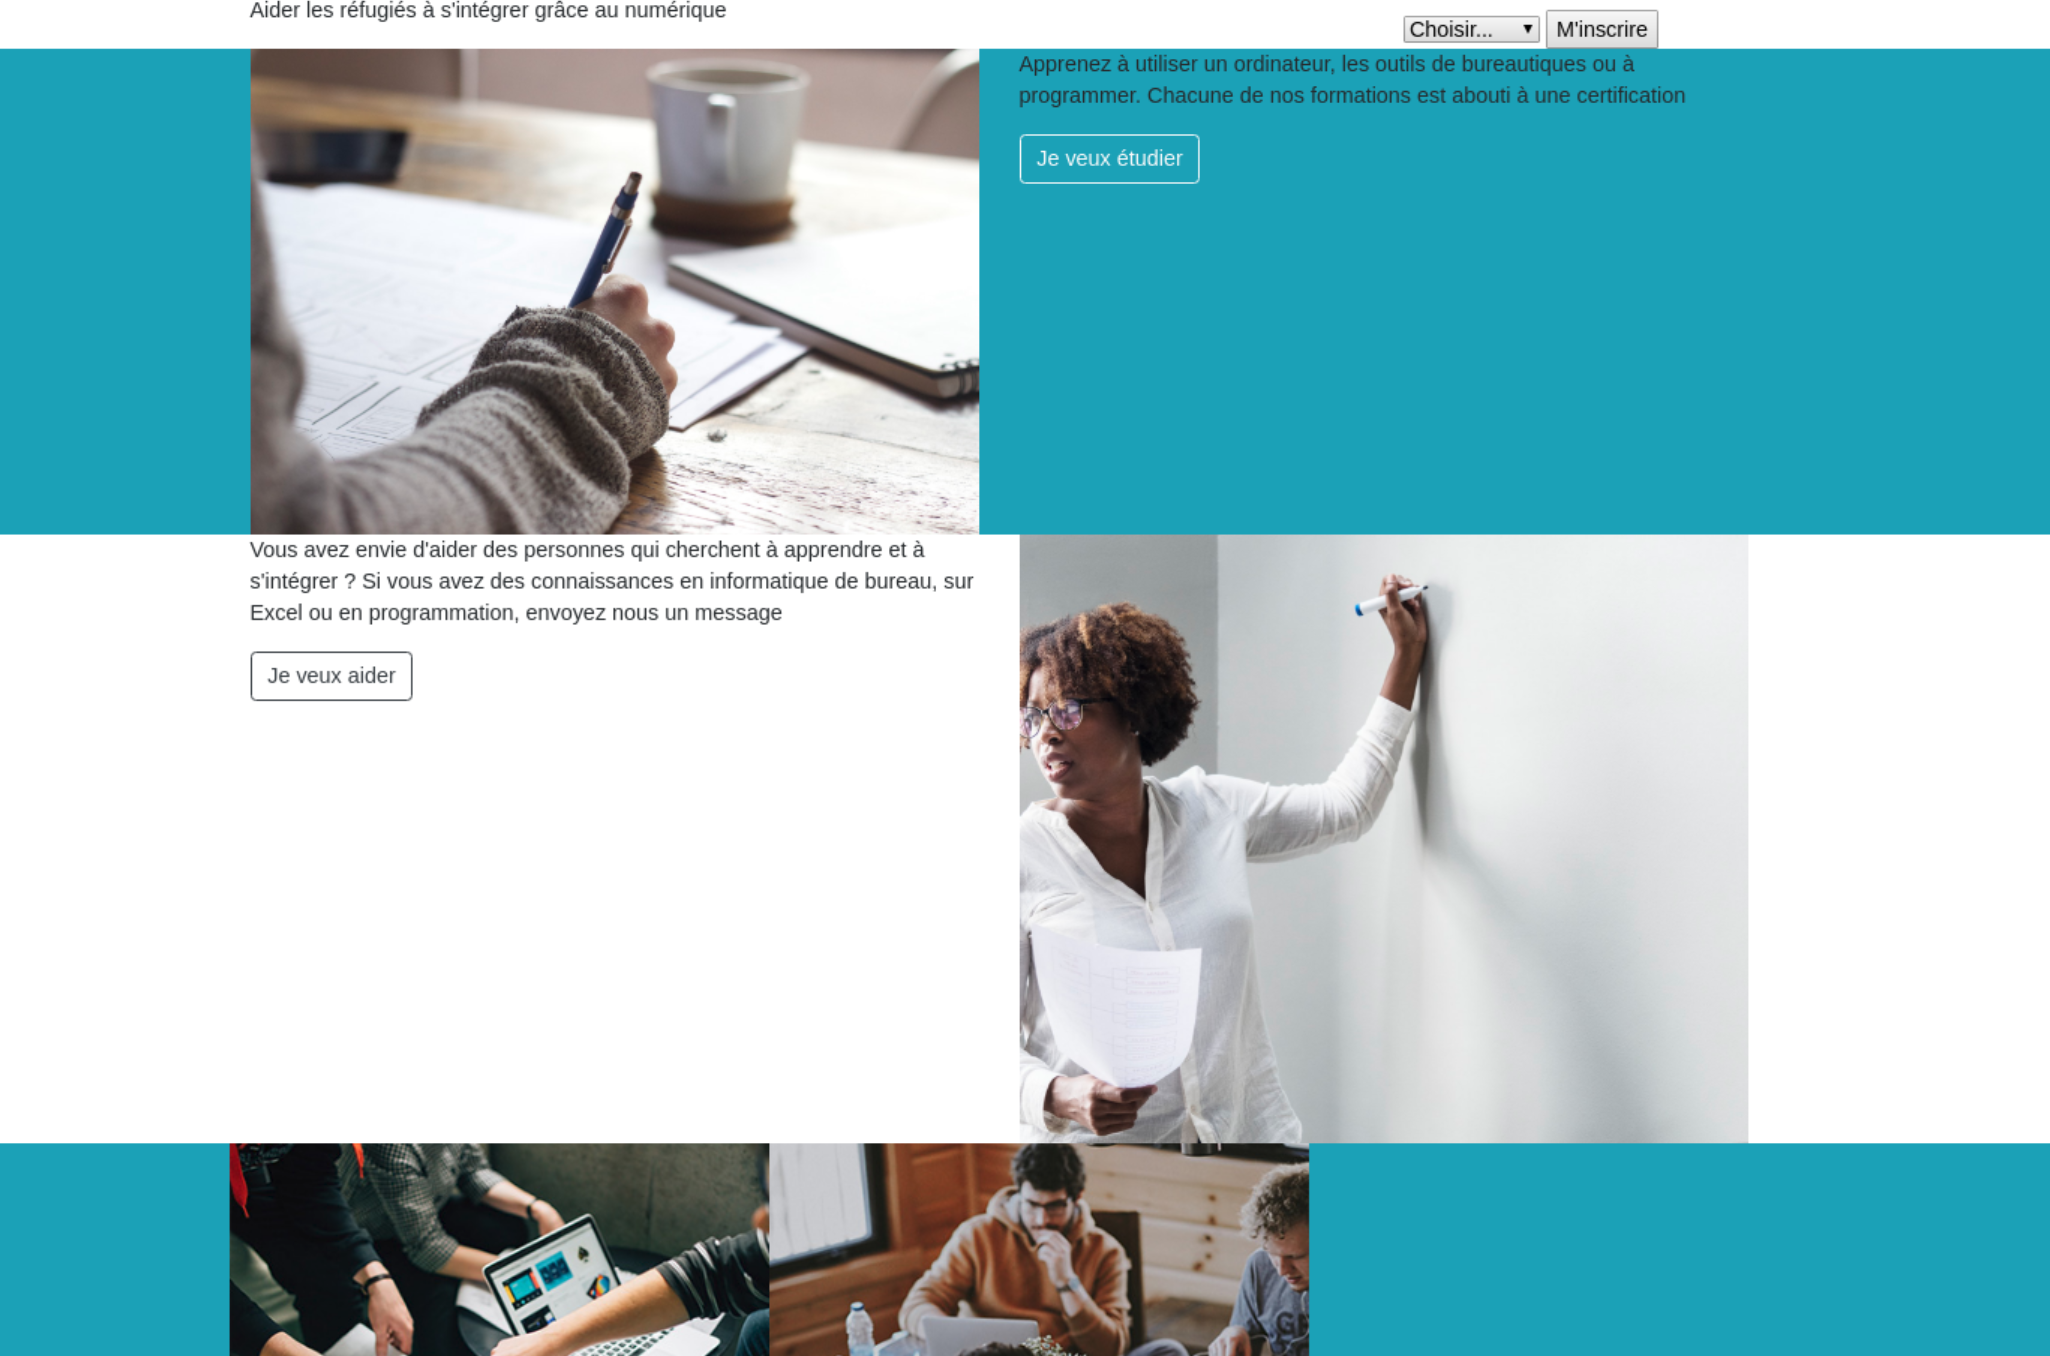 Aider les réfugiés à s'intégrer grâce au numérique
Choisir...
M'inscrire
Apprenez à utiliser un ordinateur, les outils de bureautiques ou à
programmer. Chacune de nos formations est abouti à une certification
Je veux étudier
Vous avez envie d'aider des personnes qui cherchent à apprendre et à
s'intégrer ? Si vous avez des connaissances en informatique de bureau, sur
Excel ou en programmation, envoyez nous un message
Je veux aider